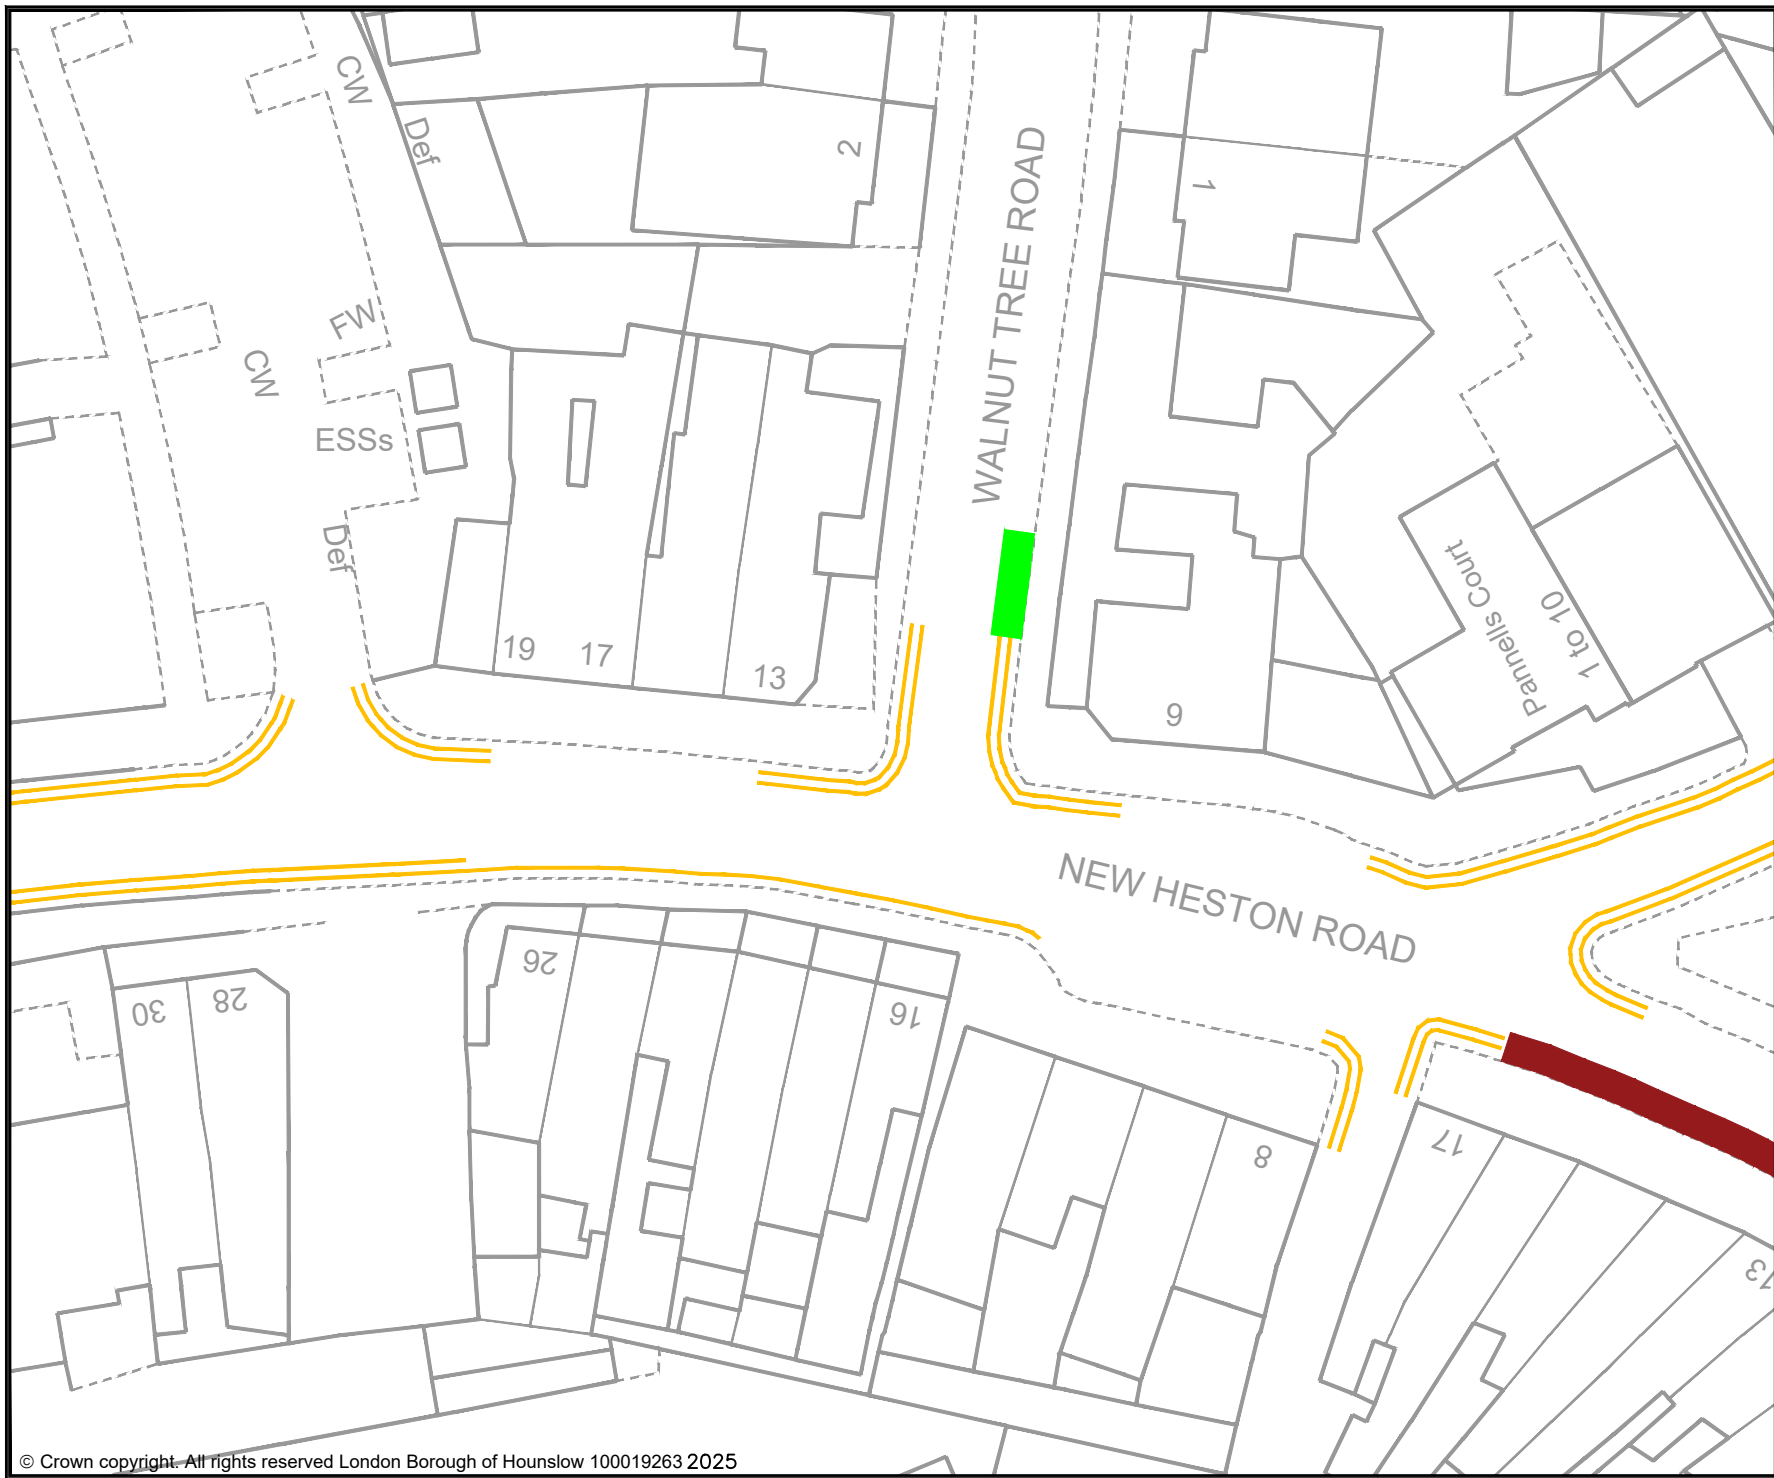 CW
Def
2
WALNUT TREE ROAD
1
FW
CW
ESSs
Def
19
17
13
9
Pannells Court
1 to 10
NEW HESTON ROAD
26
30
28
16
8
17
13
© Crown copyright. All rights reserved London Borough of Hounslow 100019263 2025